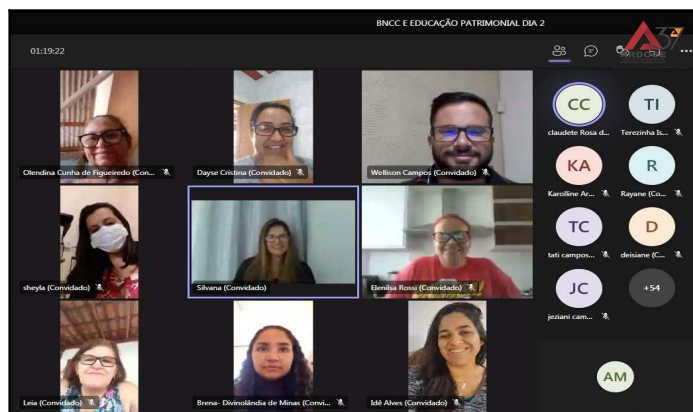 BNCC E EDUCAÇÃO PATRIMONIAL DIA 2
01:19:22
A37
ARDOSE
Olendina Cunha de Figueiredo (Con...
Dayse Cristina (Convidado)
Wellison Campos (Convidado)
CC
claudete Rosa d...
TI
Terezinha Is...
KA
Karolline Ar...
R
Rayane (Co...
sheyla (Convidado)
Silvana (Convidado)
Elenilsa Rossi (Convidado)
TC
tati campos...
D
deisiane (C...
JC
jeziani cam...
+54
Leia (Convidado)
Brena- Divinolândia de Minas (Convi...
Idê Alves (Convidado)
AM